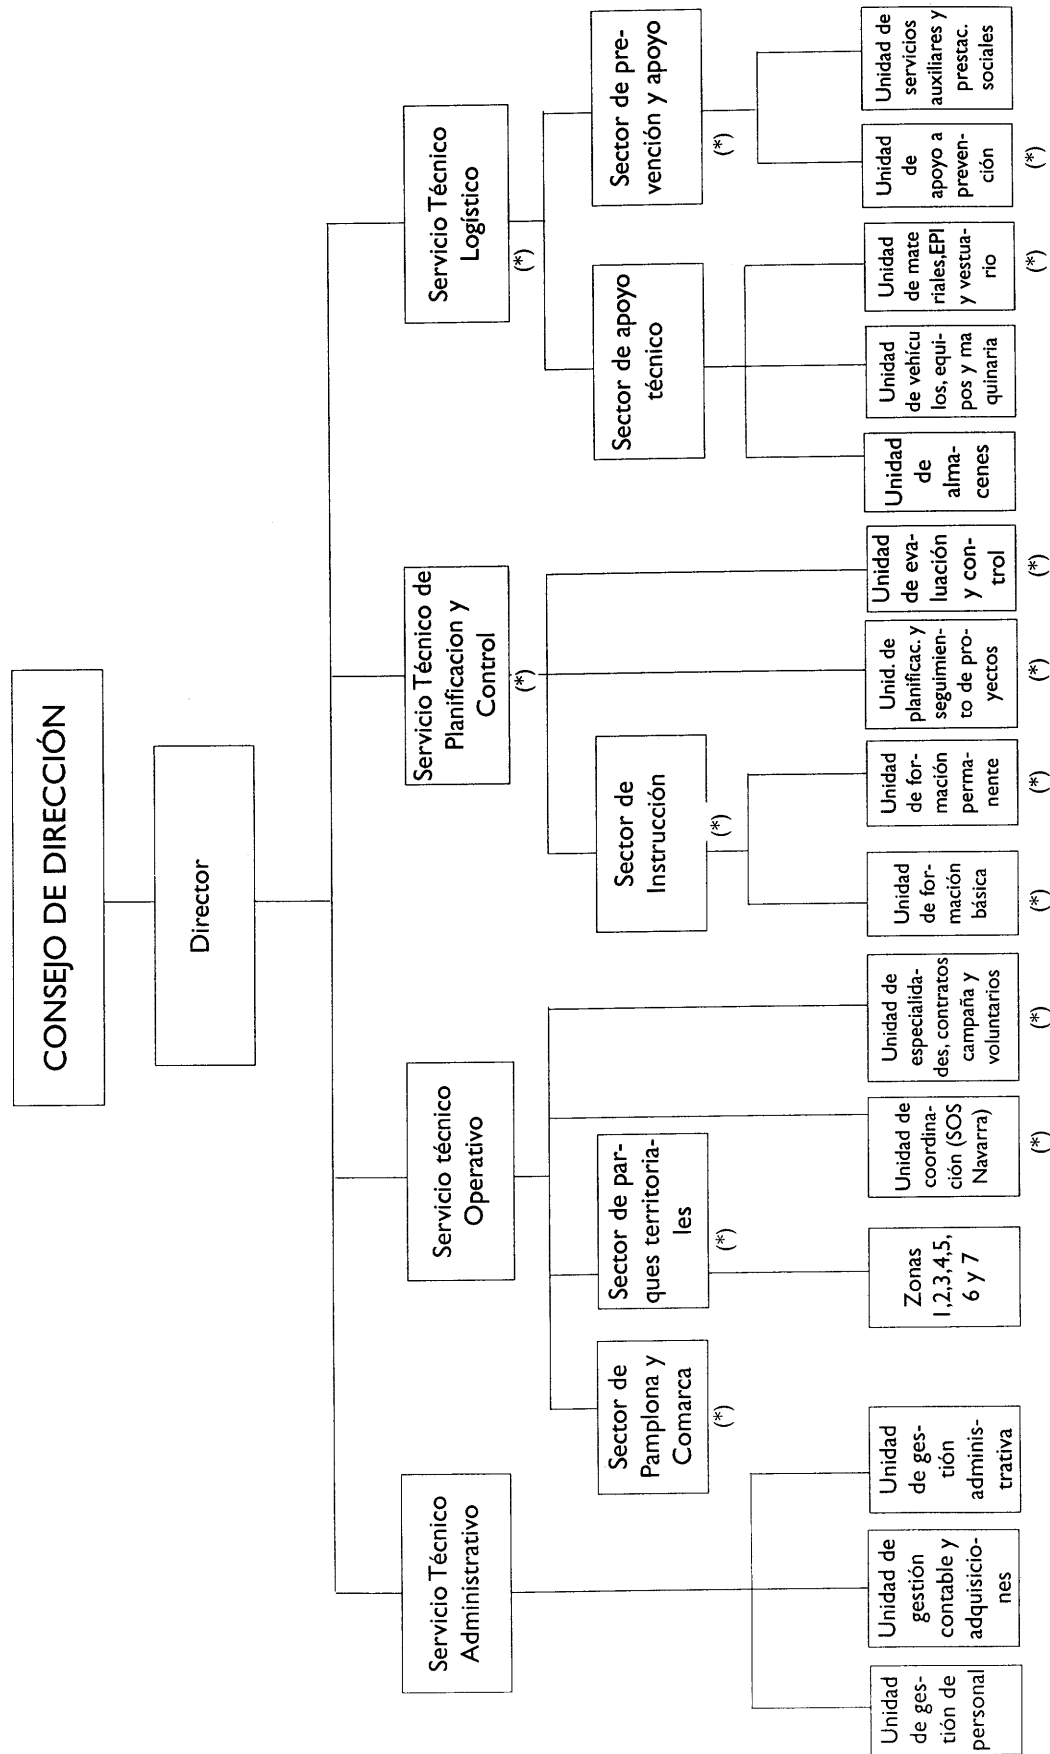 CONSEJO DE DIRECCIÓN
Director
Servicio Técnico
Administrativo
Servicio técnico
Operativo
Servicio Técnico de
Planificacion y
Control
(*)
Servicio Técnico
Logístico
(*)
Sector de
Pamplona y
Comarca
(*)
Sector de par-
ques territoria-
les
(*)
Sector de
Instrucción
(*)
Sector de apoyo
técnico
Sector de pre-
vención y apoyo
(*)
Unidad
de ges-
tión de
personal
Unidad de
gestión
contable y
adquisicio-
nes
Unidad
de ges-
tión
adminis-
trativa
Zonas
1,2,3,4,5,
6 y 7
Unidad de
coordina-
ción (SOS
Navarra)
(*)
Unidad de
especialida-
des, contratos
campaña y
voluntarios
(*)
Unidad
de for-
mación
básica
(*)
Unidad
de for-
mación
perma-
nente
(*)
Unid. de
planificac. y
seguimien-
to de pro-
yectos
(*)
Unidad
de eva-
luación
y con-
trol
(*)
Unidad
de
alma-
cenes
Unidad
de vehícu
los, equi-
pos y ma
quinaria
Unidad
de mate
riales,EPI
y vestua-
rio
(*)
Unidad
de
apoyo a
preven-
ción
(*)
Unidad de
servicios
auxiliares y
prestac.
sociales